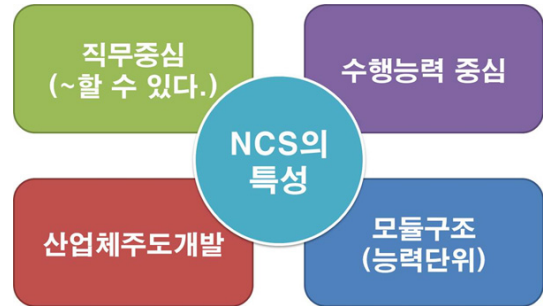 직무중심
(~할 수 있다.)
수행능력 중심
NCS의
특성
산업체주도개발
모듈구조
(능력단위)